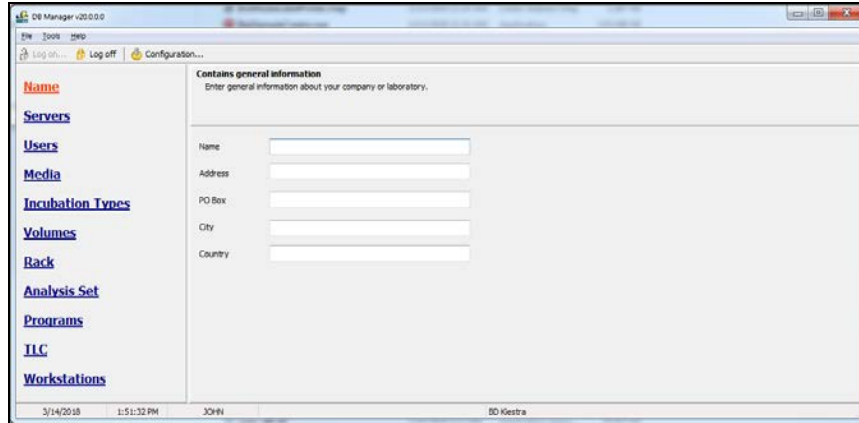 DB Manager v20.0.0.0
File Tools Help
Log on... Log off Configuration...
Name
Servers
Users
Media
Incubation Types
Volumes
Rack
Analysis Set
Programs
TLC
Workstations
Contains general information
Enter general information about your company or laboratory.
Name
Address
PO Box
City
Country
3/14/2018 1:51:32 PM JOHN BD Kiestra